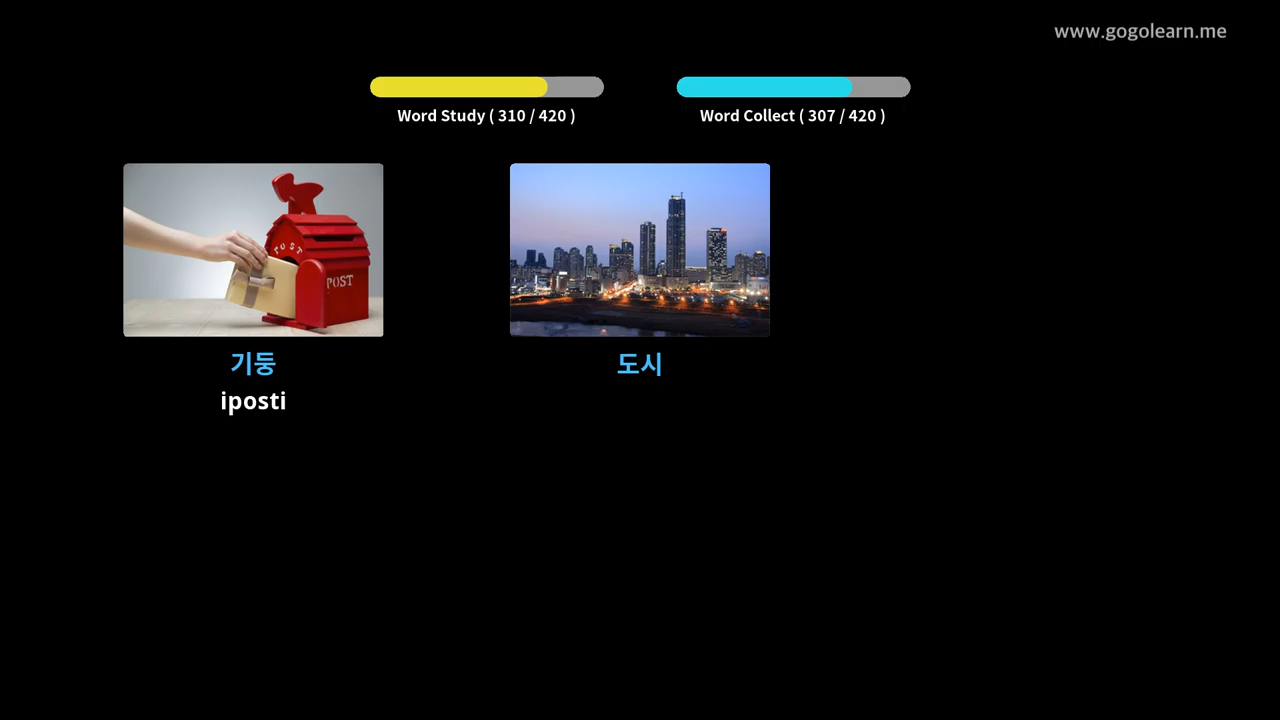 www.gogolearn.me
Word Study ( 310 / 420 )
Word Collect ( 307 / 420 )
POST
POST
기둥
도시
iposti